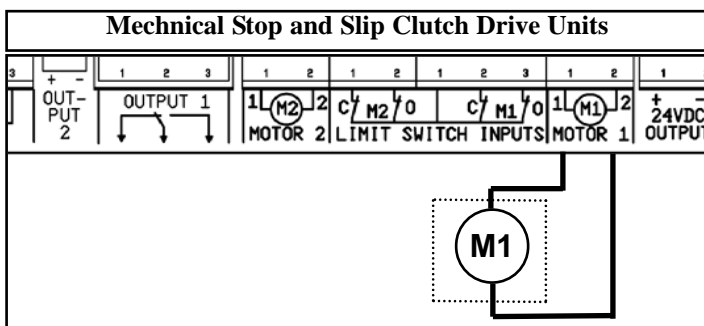 Mechnical Stop and Slip Clutch Drive Units
3 1 2 3 1 2 1 2 1 2 3 1 2 1
+ - OUT-PUT 2
OUTPUT 1
1 M2 2
MOTOR 2
C M2 O C M1 O
LIMIT SWITCH INPUTS
1 M1 2
MOTOR 1
+ -
24VDC
OUTPUT
M1